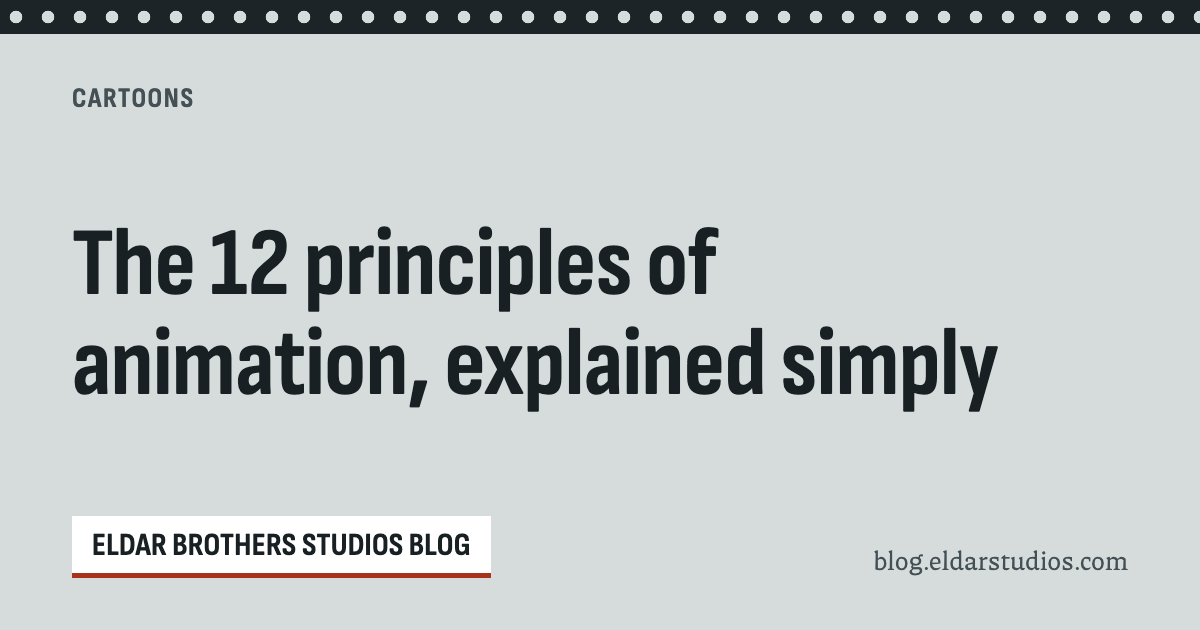 CARTOONS
The 12 principles of
animation, explained simply
ELDAR BROTHERS STUDIOS BLOG
blog.eldarstudios.com